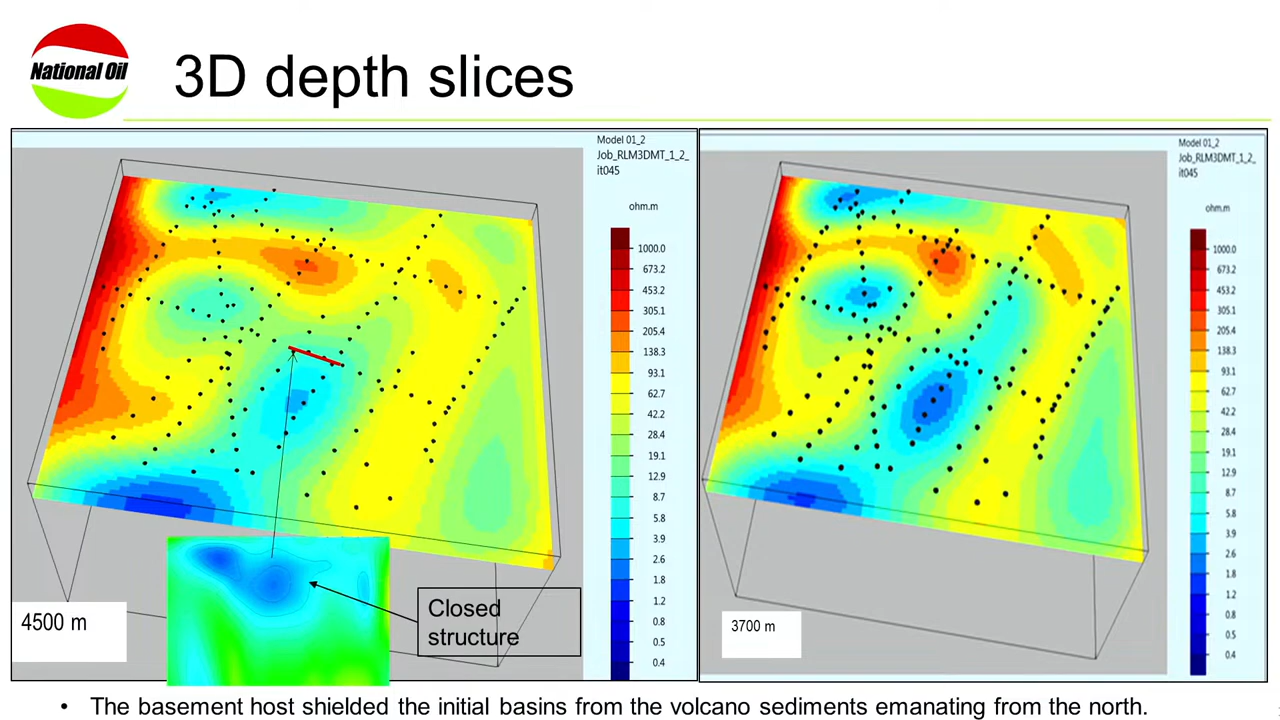 National Oil
3D depth slices
Model 01_2
Job_RLM3DMT_1_2_
it045
ohm.m
1000.0
673.2
453.2
305.1
205.4
138.3
93.1
62.7
42.2
28.4
19.1
12.9
8.7
5.8
3.9
2.6
1.8
1.2
0.8
0.5
0.4
4500 m
Closed
structure
Model 01_2
Job_RLM3DMT_1_2_
it045
ohm.m
1000.0
673.2
453.2
305.1
205.4
138.3
93.1
62.7
42.2
28.4
19.1
12.9
8.7
5.8
3.9
2.6
1.8
1.2
0.8
0.5
0.4
3700 m
• The basement host shielded the initial basins from the volcano sediments emanating from the north.